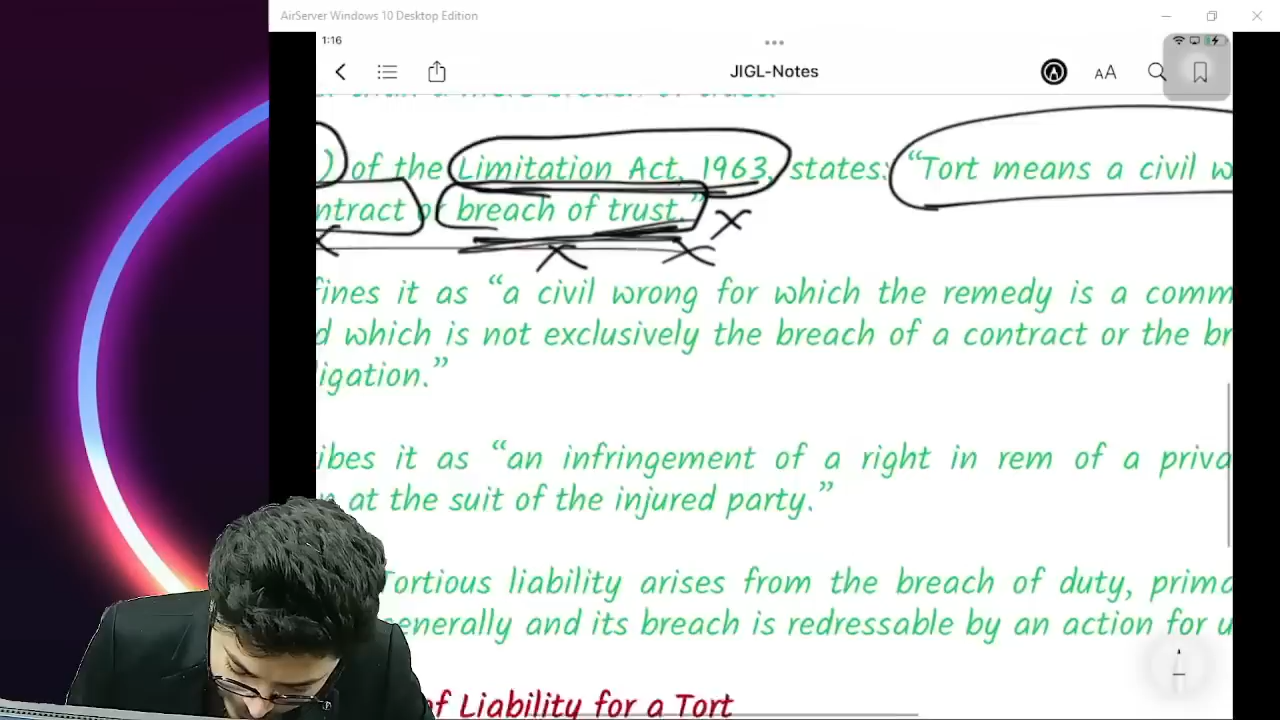 AirServer Windows 10 Desktop Edition
1:16
JIGL-Notes
AA
) of the Limitation Act, 1963, states: “Tort means a civil w
ntract or breach of trust.”
fines it as “a civil wrong for which the remedy is a comm
d which is not exclusively the breach of a contract or the br
ligation.”
ibes it as “an infringement of a right in rem of a priva
n at the suit of the injured party.”
Tortious liability arises from the breach of duty, prima
enerally and its breach is redressable by an action for u
of Liability for a Tort